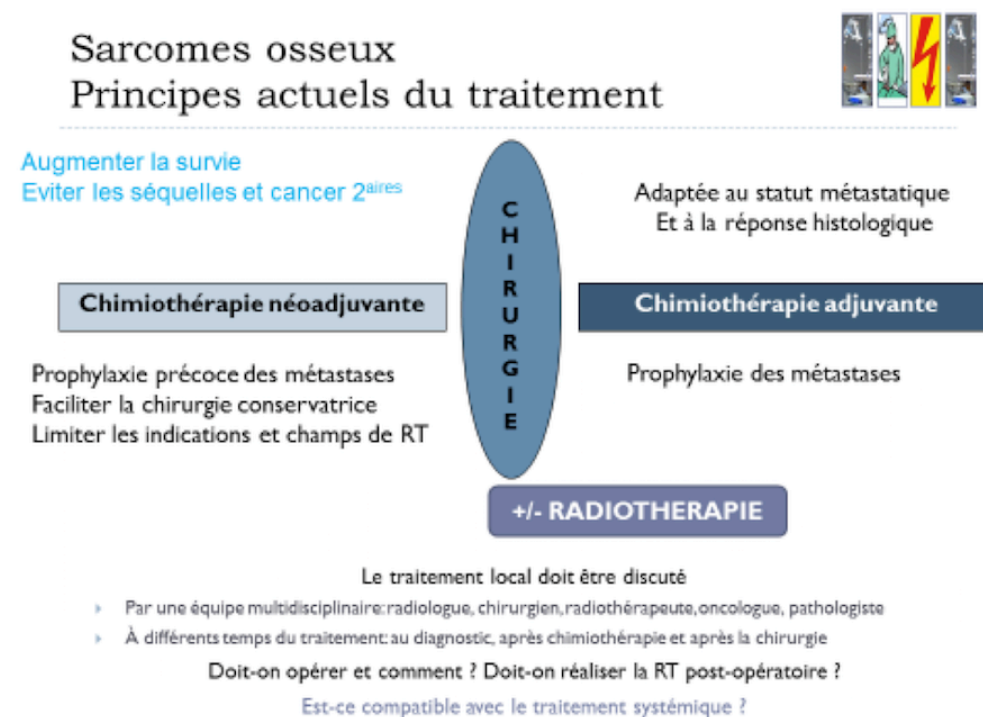 Sarcomes osseux
Principes actuels du traitement
Augmenter la survie
Eviter les séquelles et cancer 2aires
Adaptée au statut métastatique
Et à la réponse histologique
CHIRURGIE
Chimiothérapie néoadjuvante
Chimiothérapie adjuvante
Prophylaxie précoce des métastases
Faciliter la chirurgie conservatrice
Limiter les indications et champs de RT
Prophylaxie des métastases
+/- RADIOTHERAPIE
Le traitement local doit être discuté
Par une équipe multidisciplinaire: radiologue, chirurgien, radiothérapeute, oncologue, pathologiste
À différents temps du traitement: au diagnostic, après chimiothérapie et après la chirurgie
Doit-on opérer et comment ? Doit-on réaliser la RT post-opératoire ?
Est-ce compatible avec le traitement systémique ?